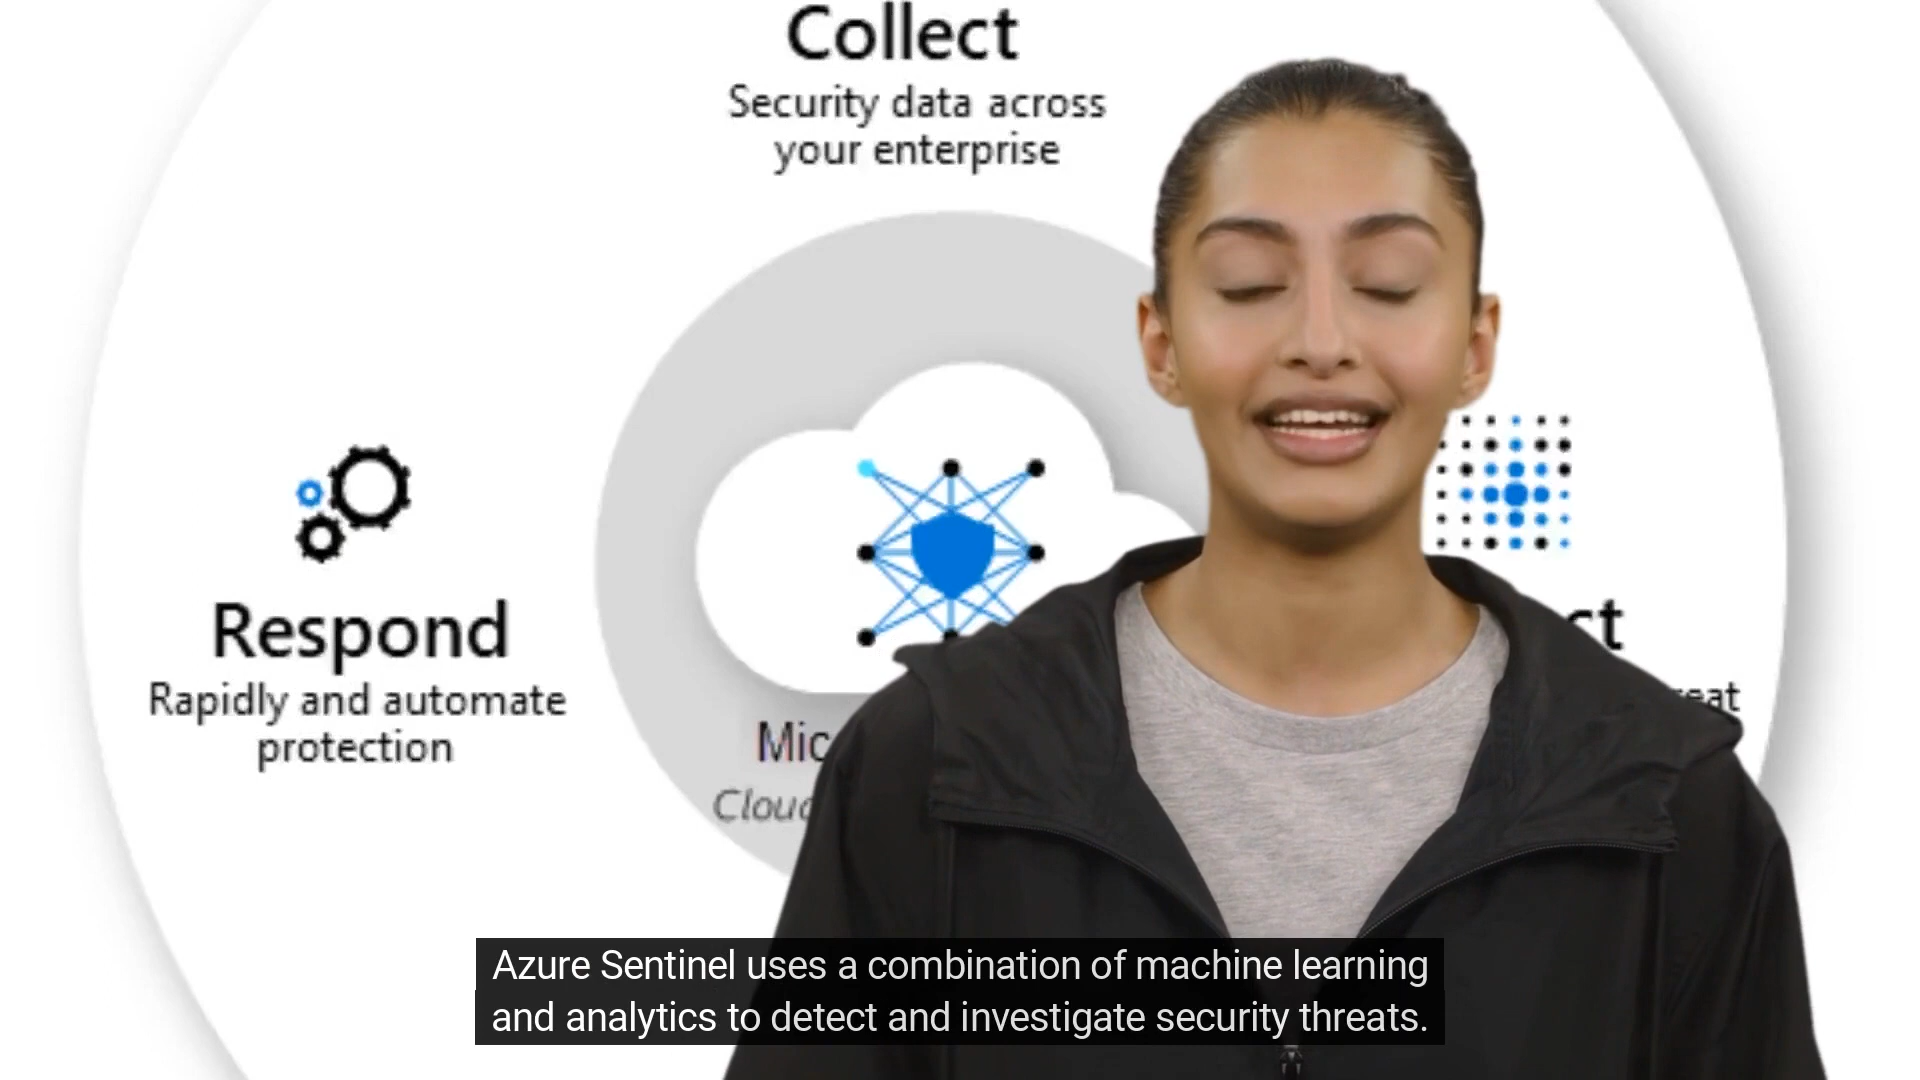 Collect
Security data across
your enterprise
Respond
Rapidly and automate
protection
Azure Sentinel uses a combination of machine learning
and analytics to detect and investigate security threats.